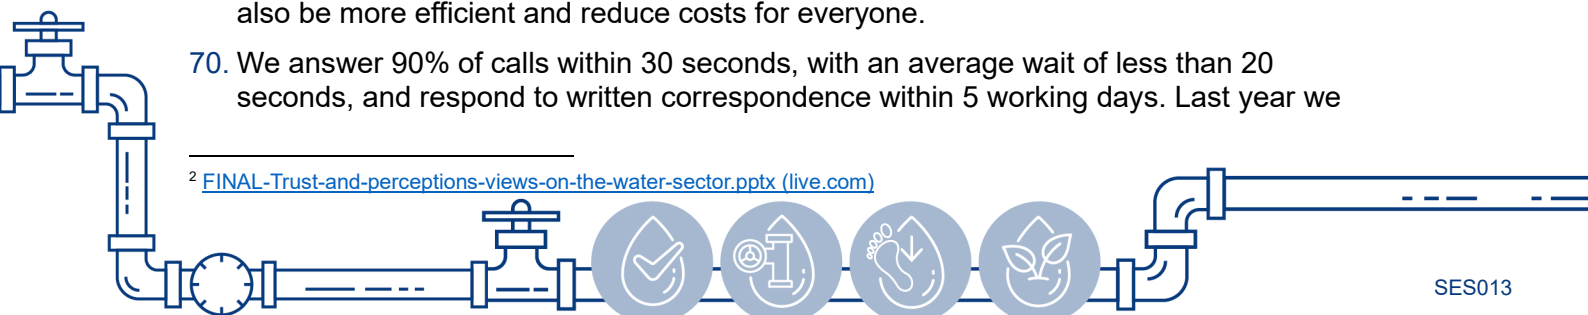 also be more efficient and reduce costs for everyone.
70. We answer 90% of calls within 30 seconds, with an average wait of less than 20
seconds, and respond to written correspondence within 5 working days. Last year we
2 FINAL-Trust-and-perceptions-views-on-the-water-sector.pptx (live.com)
SES013